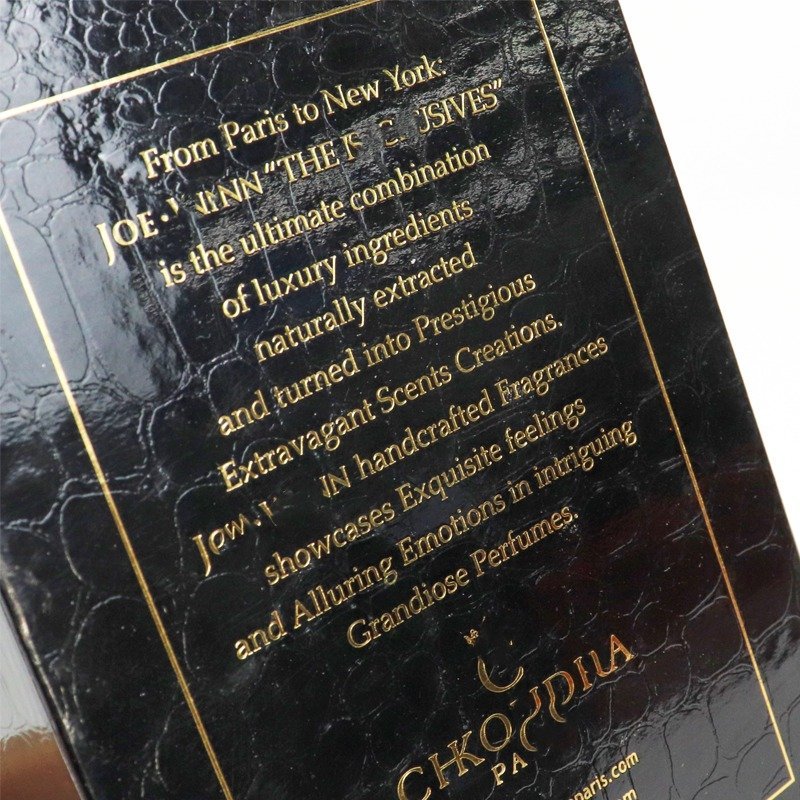 From Paris to New York:
"THE
is the ultimate combination
of luxury ingredients
naturally extracted
and turned into Prestigious
Extravagant Scents Creations.
handcrafted Fragrances
showcases Exquisite feelings
and Alluring Emotions in intriguing
Grandiose Perfumes.